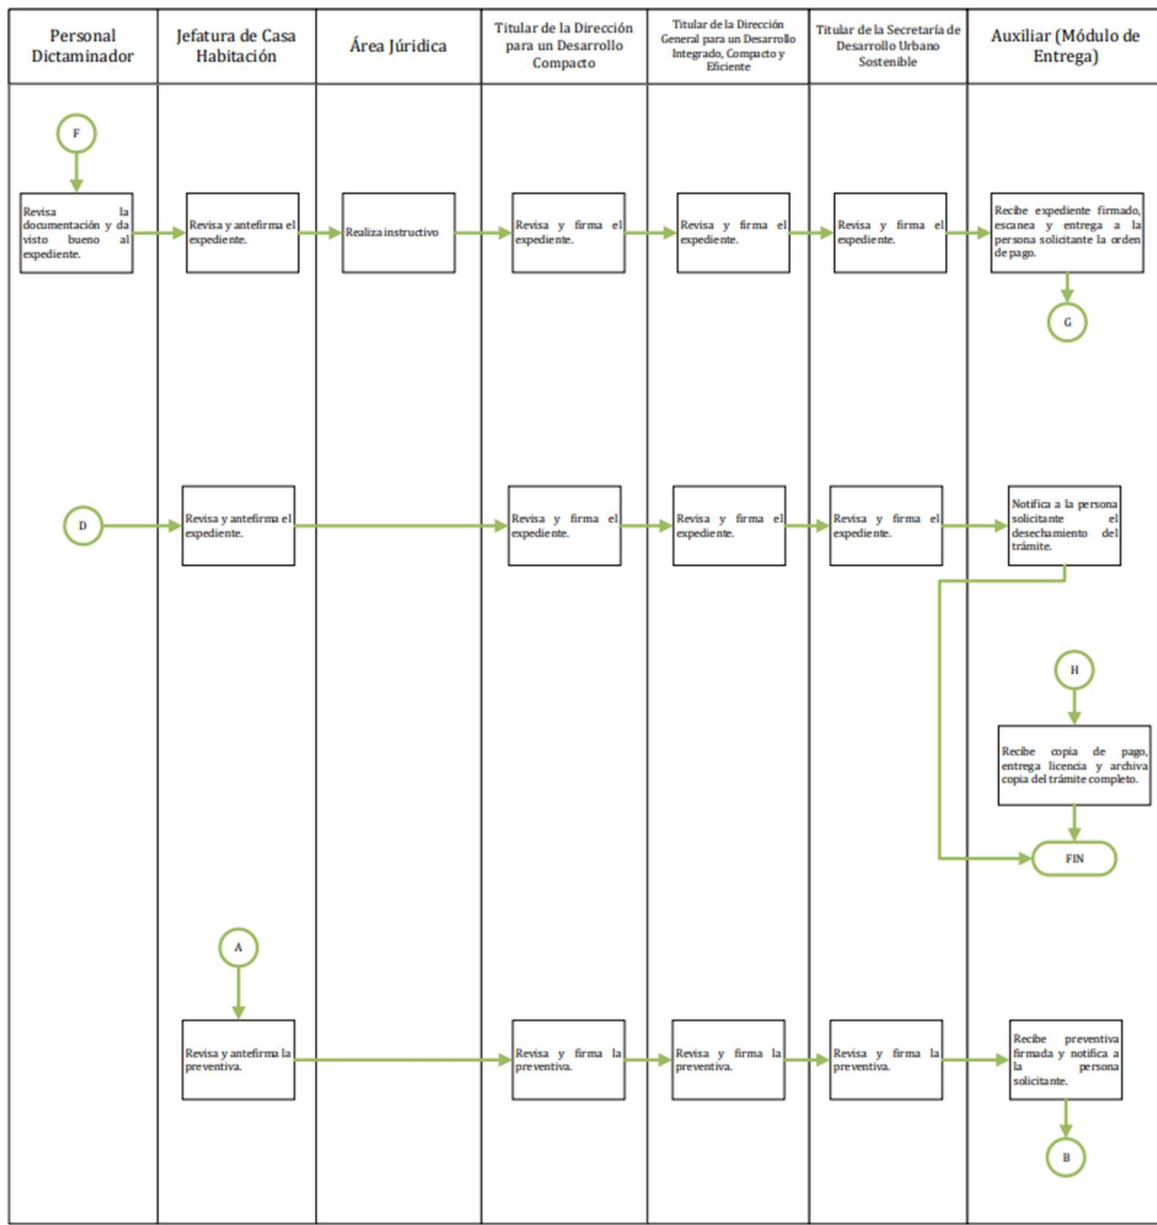 Personal
Dictaminador
Jefatura de Casa
Habitación
Área Júridica
Titular de la Dirección
para un Desarrollo
Compacto
Titular de la Dirección
General para un Desarrollo
Integrado, Compacto y
Eficiente
Titular de la Secretaría de
Desarrollo Urbano
Sostenible
Auxiliar (Módulo de
Entrega)
F
Revisa la
documentación y da
visto bueno al
expediente.
Revisa y antefirma el
expediente.
Realiza instructivo
Revisa y firma el
expediente.
Revisa y firma el
expediente.
Revisa y firma el
expediente.
Recibe expediente firmado,
escanea y entrega a la
persona solicitante la orden
de pago.
G
D
Revisa y antefirma el
expediente.
Revisa y firma el
expediente.
Revisa y firma el
expediente.
Revisa y firma el
expediente.
Notifica a la persona
solicitante el
desechamiento del
trámite.
H
Recibe copia de pago,
entrega licencia y archiva
copia del trámite completo.
FIN
A
Revisa y antefirma la
preventiva.
Revisa y firma la
preventiva.
Revisa y firma la
preventiva.
Revisa y firma la
preventiva.
Recibe preventiva
firmada y notifica a
la persona
solicitante.
B